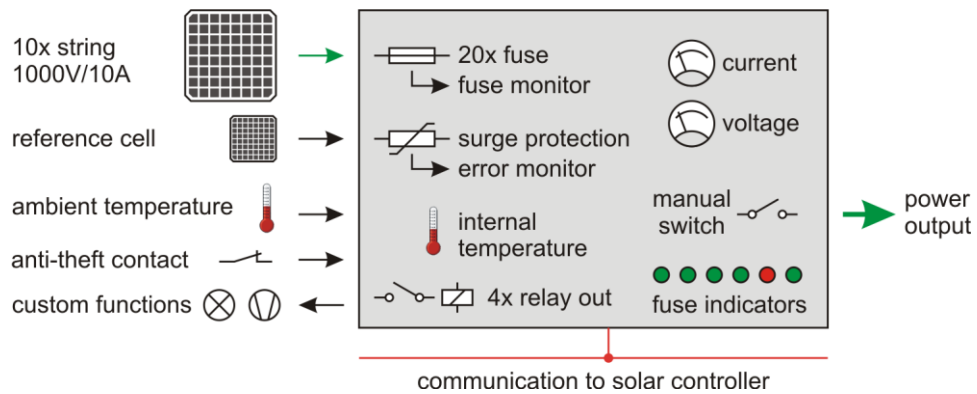 10x string
1000V/10A
reference cell
ambient temperature
anti-theft contact
custom functions
20x fuse
fuse monitor
surge protection
error monitor
internal
temperature
4x relay out
current
voltage
manual
switch
fuse indicators
power
output
communication to solar controller